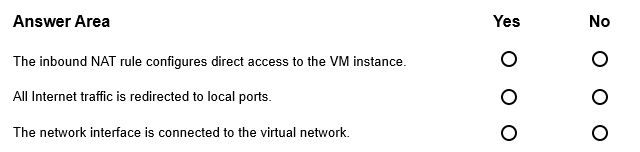 Answer Area Yes No
The inbound NAT rule configures direct access to the VM instance.
All Internet traffic is redirected to local ports.
The network interface is connected to the virtual network.